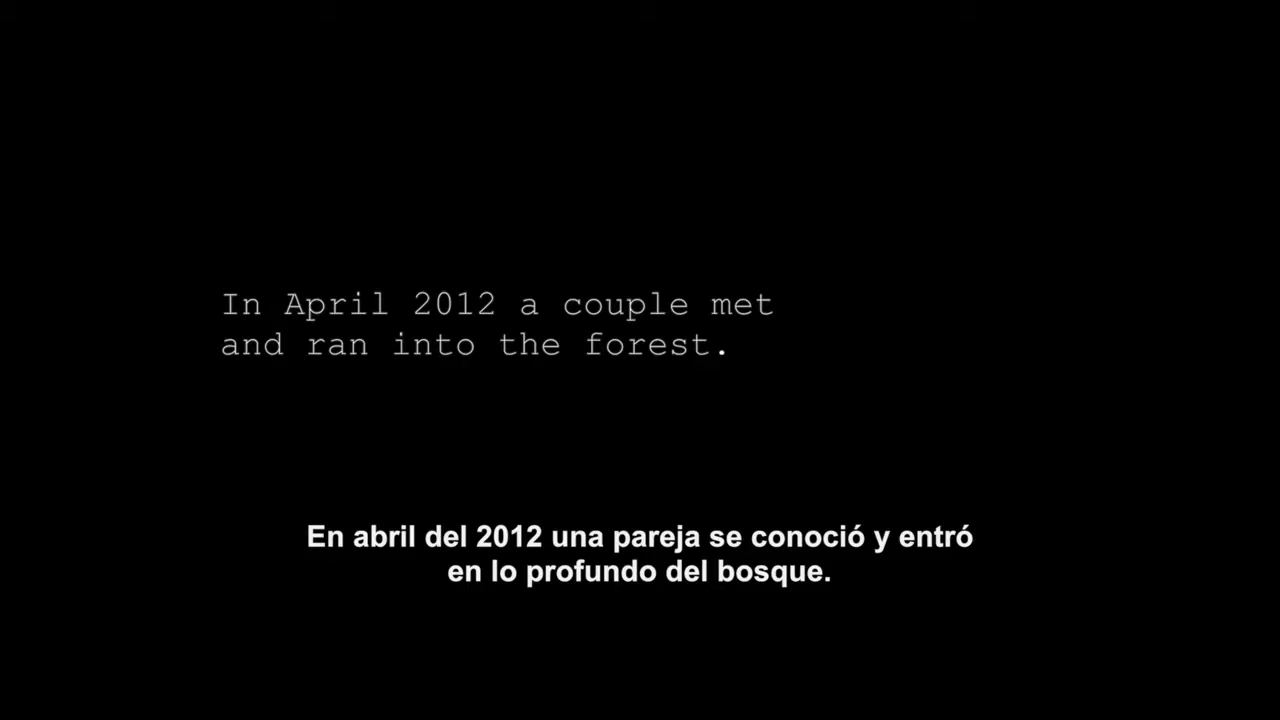 In April 2012 a couple met
and ran into the forest.
En abril del 2012 una pareja se conoció y entró
en lo profundo del bosque.